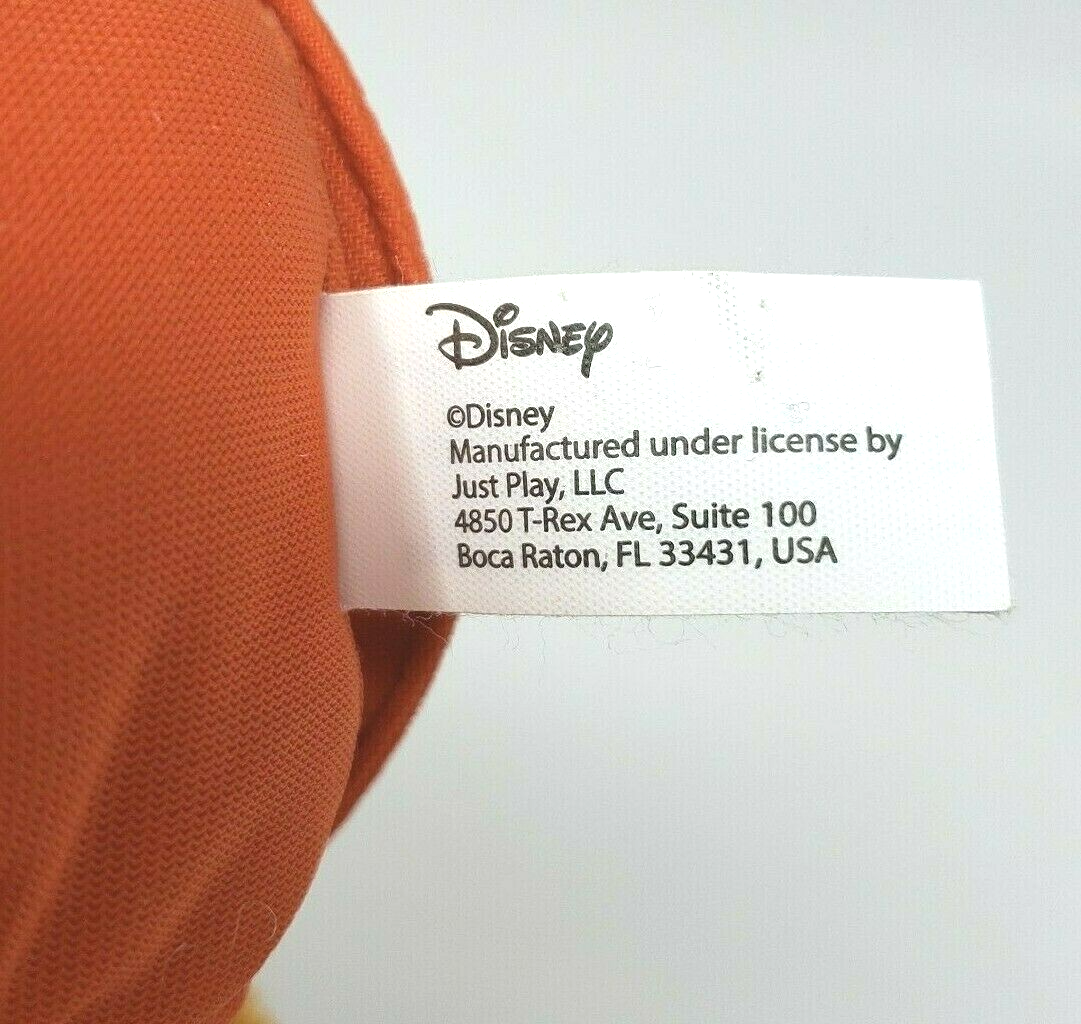 Disney
©Disney
Manufactured under license by
Just Play, LLC
4850 T-Rex Ave, Suite 100
Boca Raton, FL 33431, USA